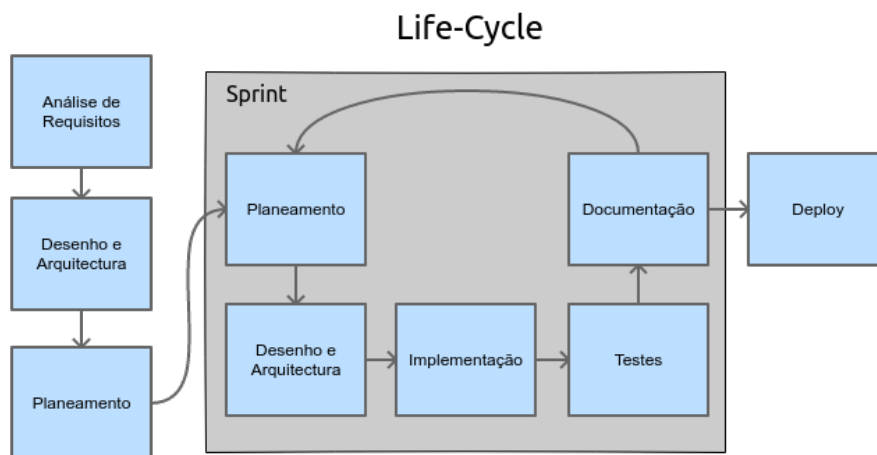 Life-Cycle
Análise de
Requisitos
Desenho e
Arquitectura
Planeamento
Sprint
Planeamento
Desenho e
Arquitectura
Implementação
Testes
Documentação
Deploy